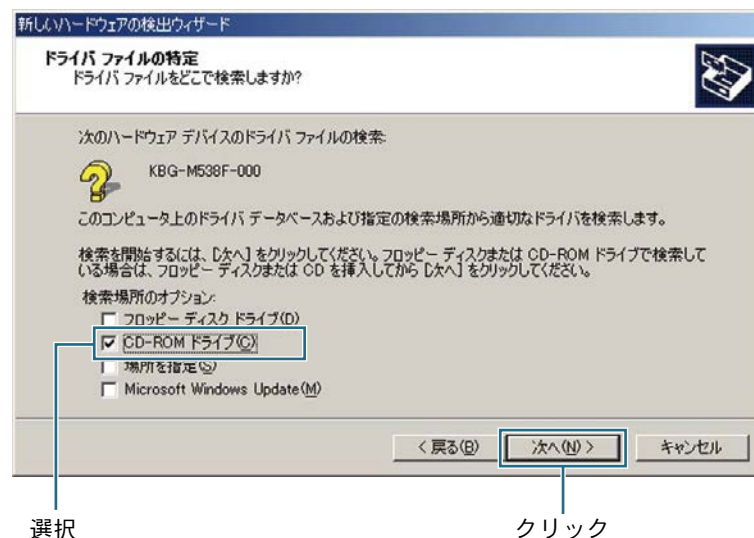 新しいハードウェアの検出ウィザード
ドライバ ファイルの特定
ドライバ ファイルをどこで検索しますか?
次のハードウェア デバイスのドライバ ファイルの検索:
KBG-M538F-000
このコンピュータ上のドライバ データベースおよび指定の検索場所から適切なドライバを検索します。
検索を開始するには、[次へ] をクリックしてください。フロッピー ディスクまたは CD-ROM ドライブで検索して
いる場合は、フロッピー ディスクまたは CD を挿入してから [次へ] をクリックしてください。
検索場所のオプション:
フロッピー ディスク ドライブ(D)
CD-ROM ドライブ(C)
場所を指定(S)
Microsoft Windows Update(M)
< 戻る(B) 次へ(N) > キャンセル
選択 クリック